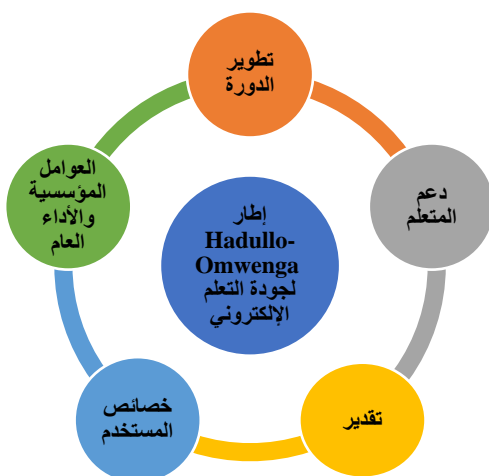 تطوير
الدورة
دعم
المتعلم
تقدير
خصائص
المستخدم
العوامل
المؤسسية
والأداء
العام
إطار
Hadullo-
Omwenga
لجودة التعلم
الإلكتروني